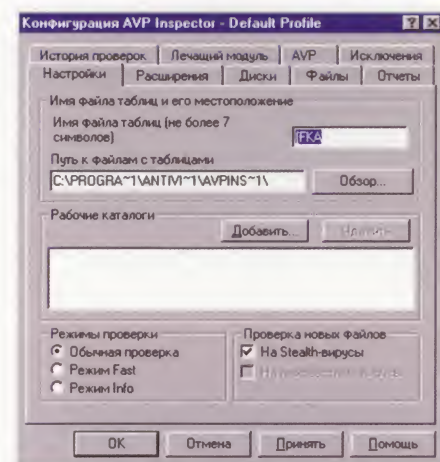 Конфигурация AVP Inspector - Default Profile
История проверок Лечащий модуль AVP Исключения
Настройки Расширения Диски Файлы Отчеты
Имя файла таблиц и его местоположение
Имя файла таблиц (не более 7
символов)
Путь к файлам с таблицами
C:\PROGRA~1\ANTIVI~1\AVPINS~1\ Обзор...
Рабочие каталоги
Добавить...
Режимы проверки Проверка новых файлов
Обычная проверка На Stealth-вирусы
Режим Fast
Режим Info
OK Отмена Принять Помощь